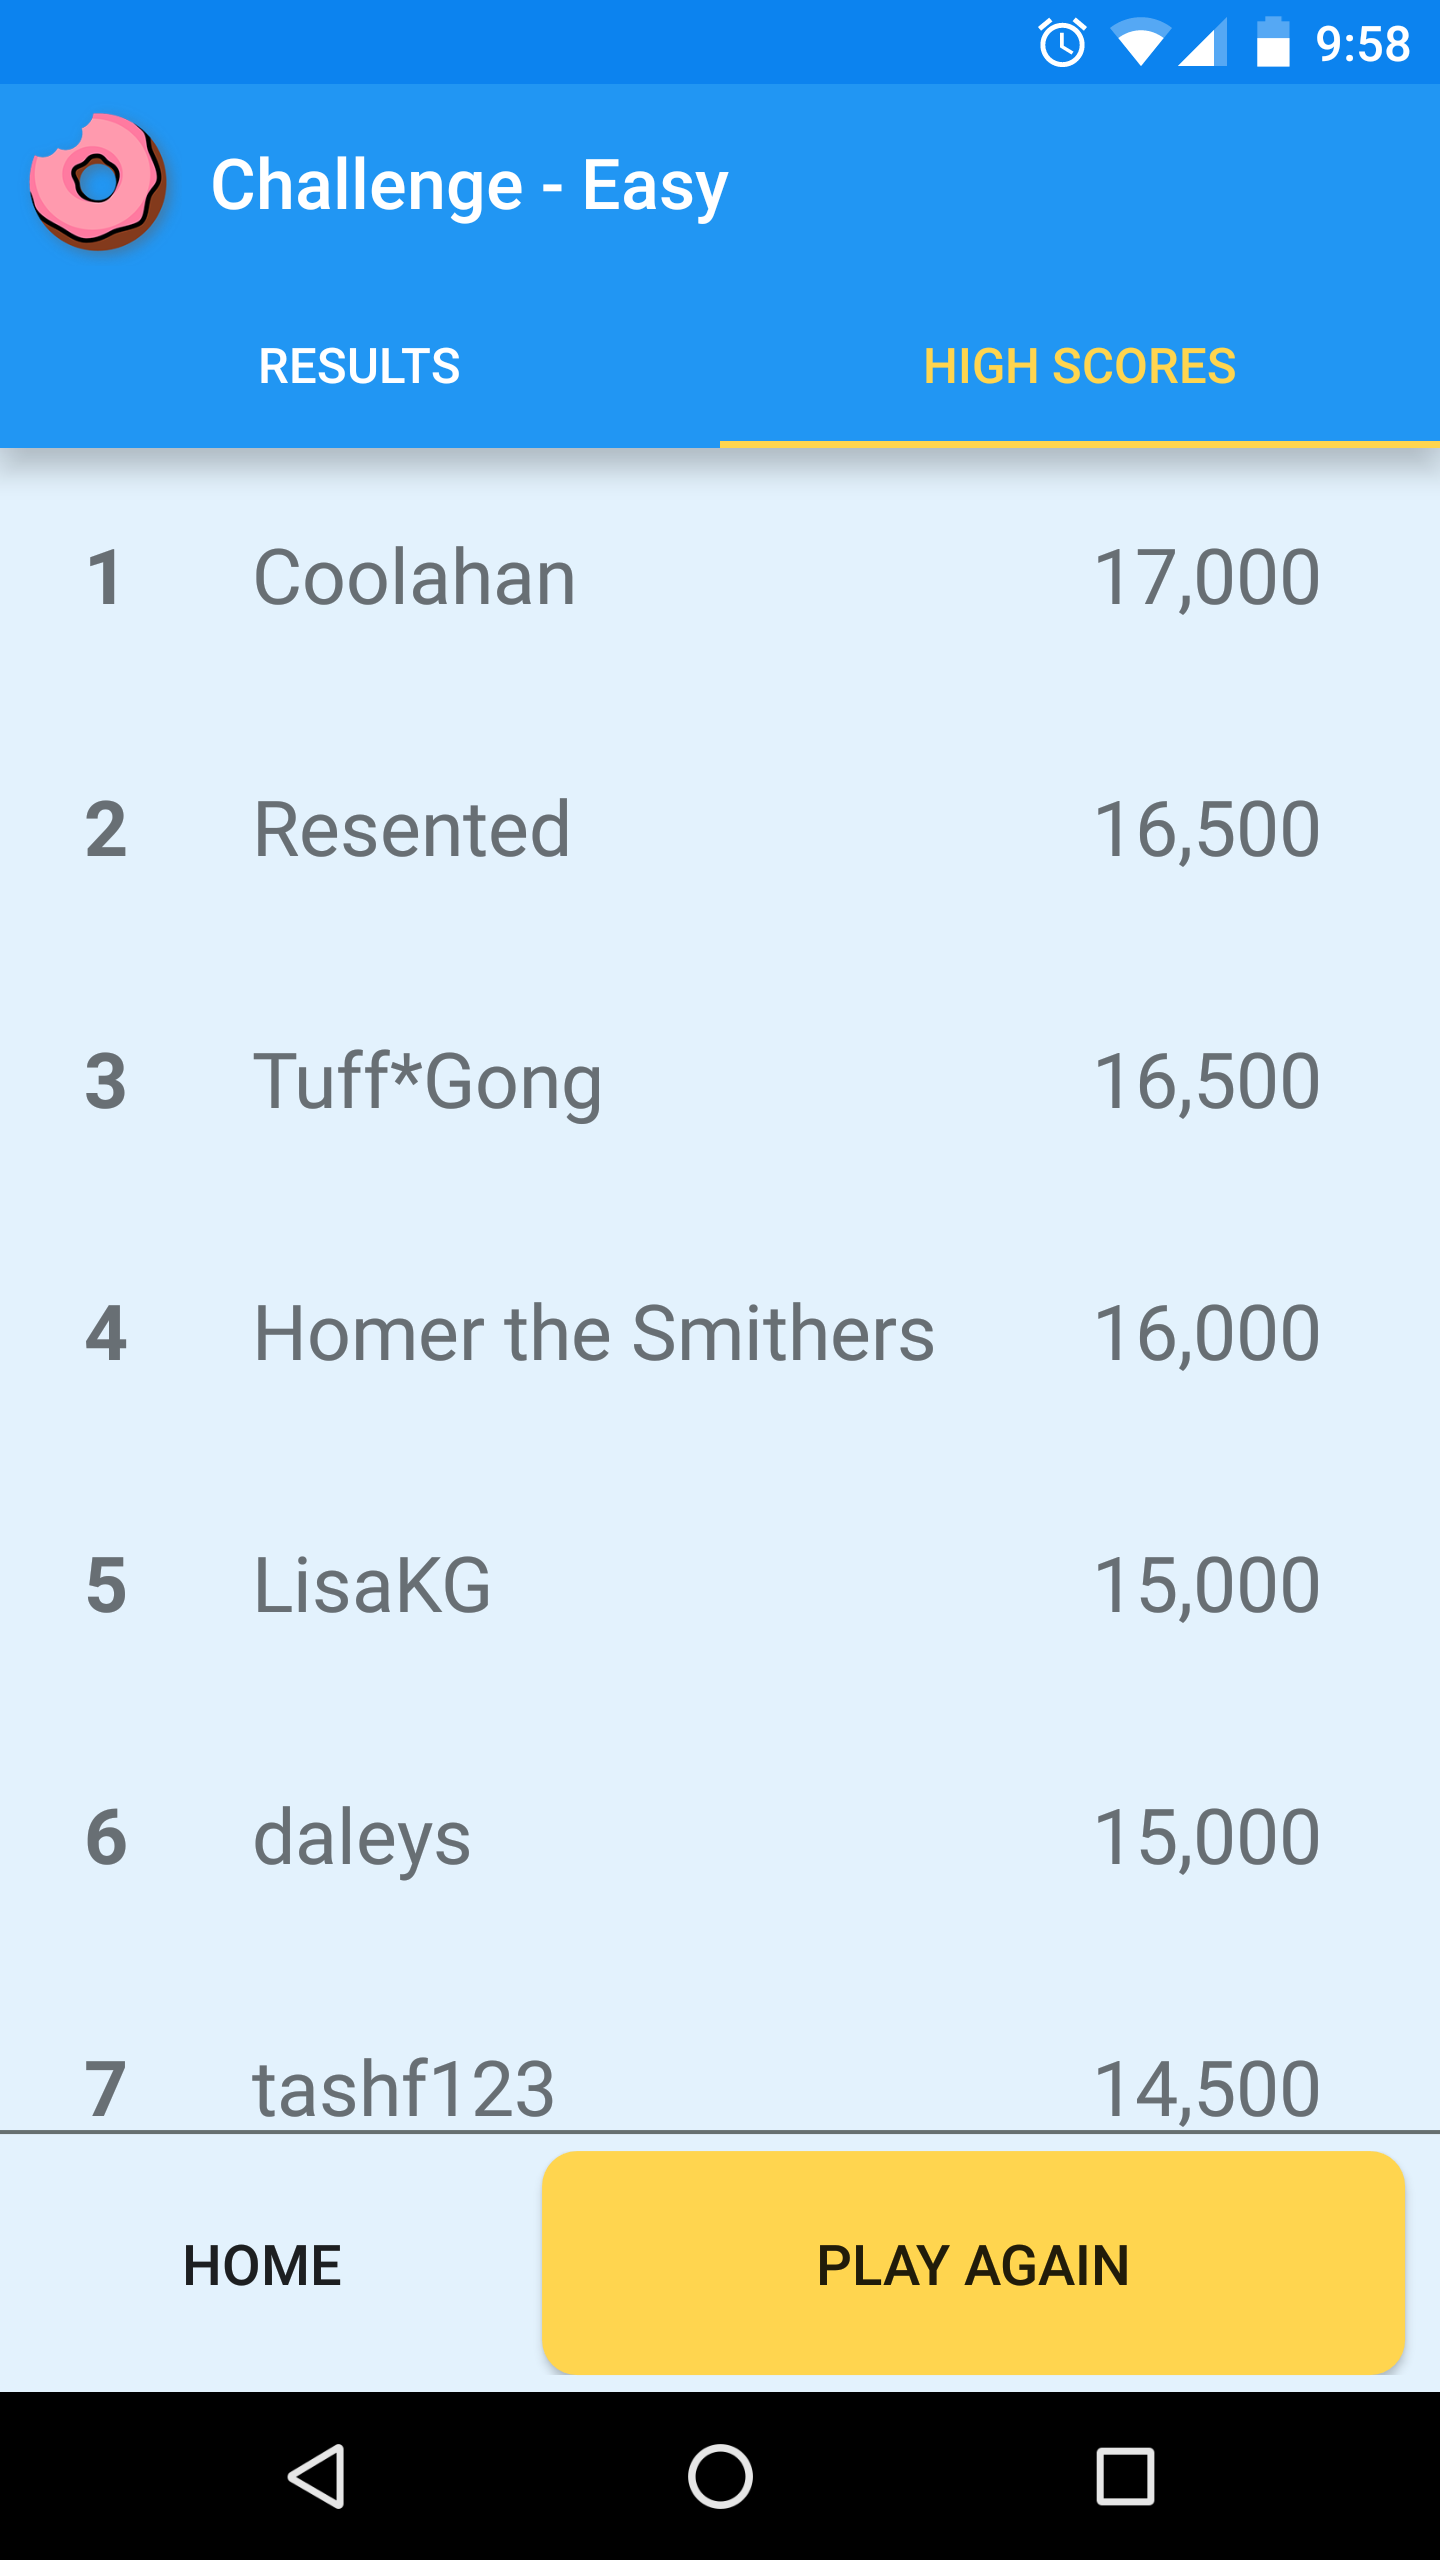 9:58
Challenge - Easy
RESULTS HIGH SCORES
1 Coolahan 17,000
2 Resented 16,500
3 Tuff*Gong 16,500
4 Homer the Smithers 16,000
5 LisaKG 15,000
6 daleys 15,000
7 tashf123 14,500
HOME PLAY AGAIN